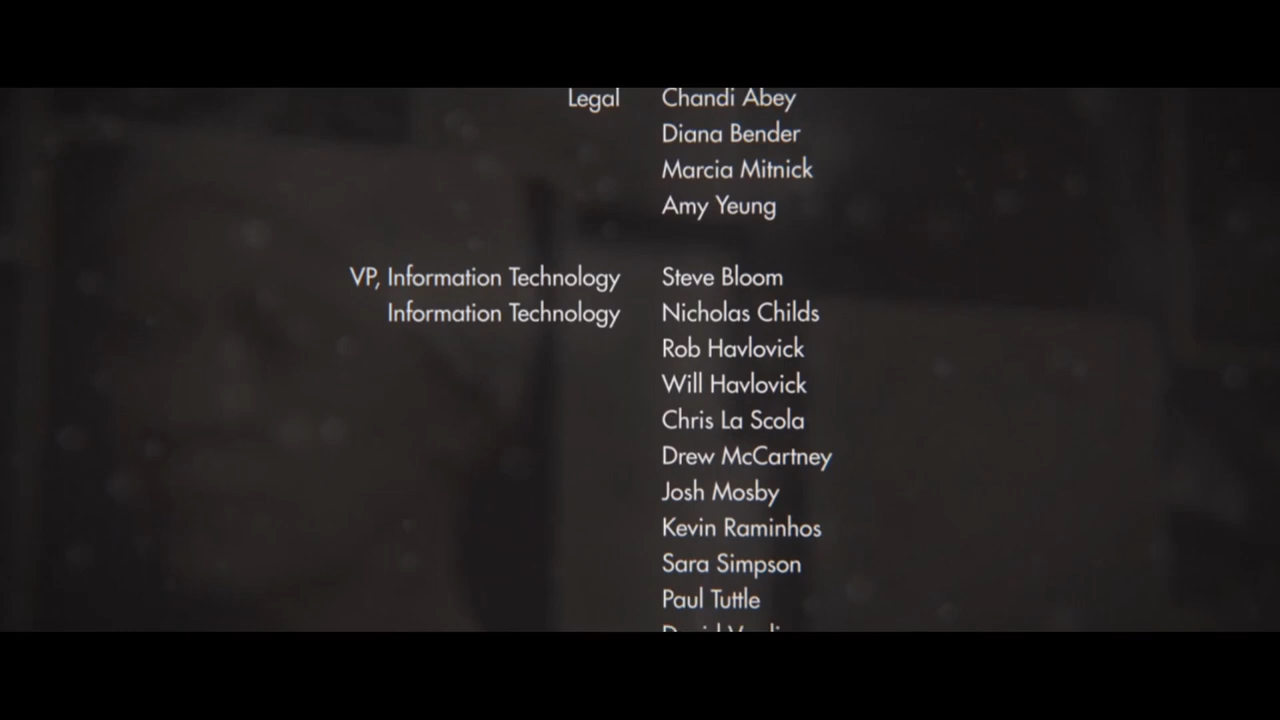 Legal Chandi Abey
Diana Bender
Marcia Mitnick
Amy Yeung
VP, Information Technology Steve Bloom
Information Technology Nicholas Childs
Rob Havlovick
Will Havlovick
Chris La Scola
Drew McCartney
Josh Mosby
Kevin Raminhos
Sara Simpson
Paul Tuttle